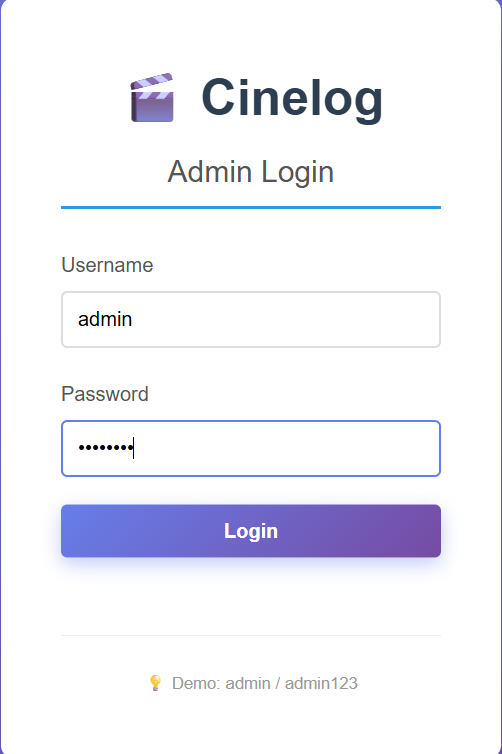 Cinelog
Admin Login
Username
admin
Password
••••••••
Login
Demo: admin / admin123